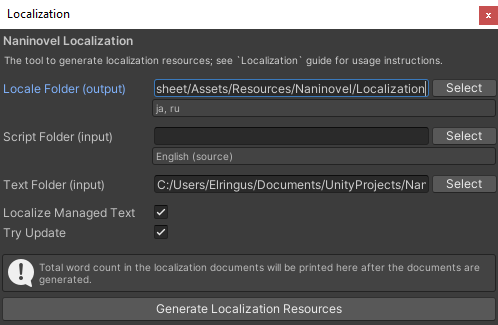 Localization
x
Naninovel Localization
The tool to generate localization resources; see `Localization` guide for usage instructions.
Locale Folder (output) sheet/Assets/Resources/Naninovel/Localization Select
ja, ru
Script Folder (input) Select
English (source)
Text Folder (input) C:/Users/Elringus/Documents/UnityProjects/Nar Select
Localize Managed Text
Try Update
Total word count in the localization documents will be printed here after the documents are
generated.
Generate Localization Resources